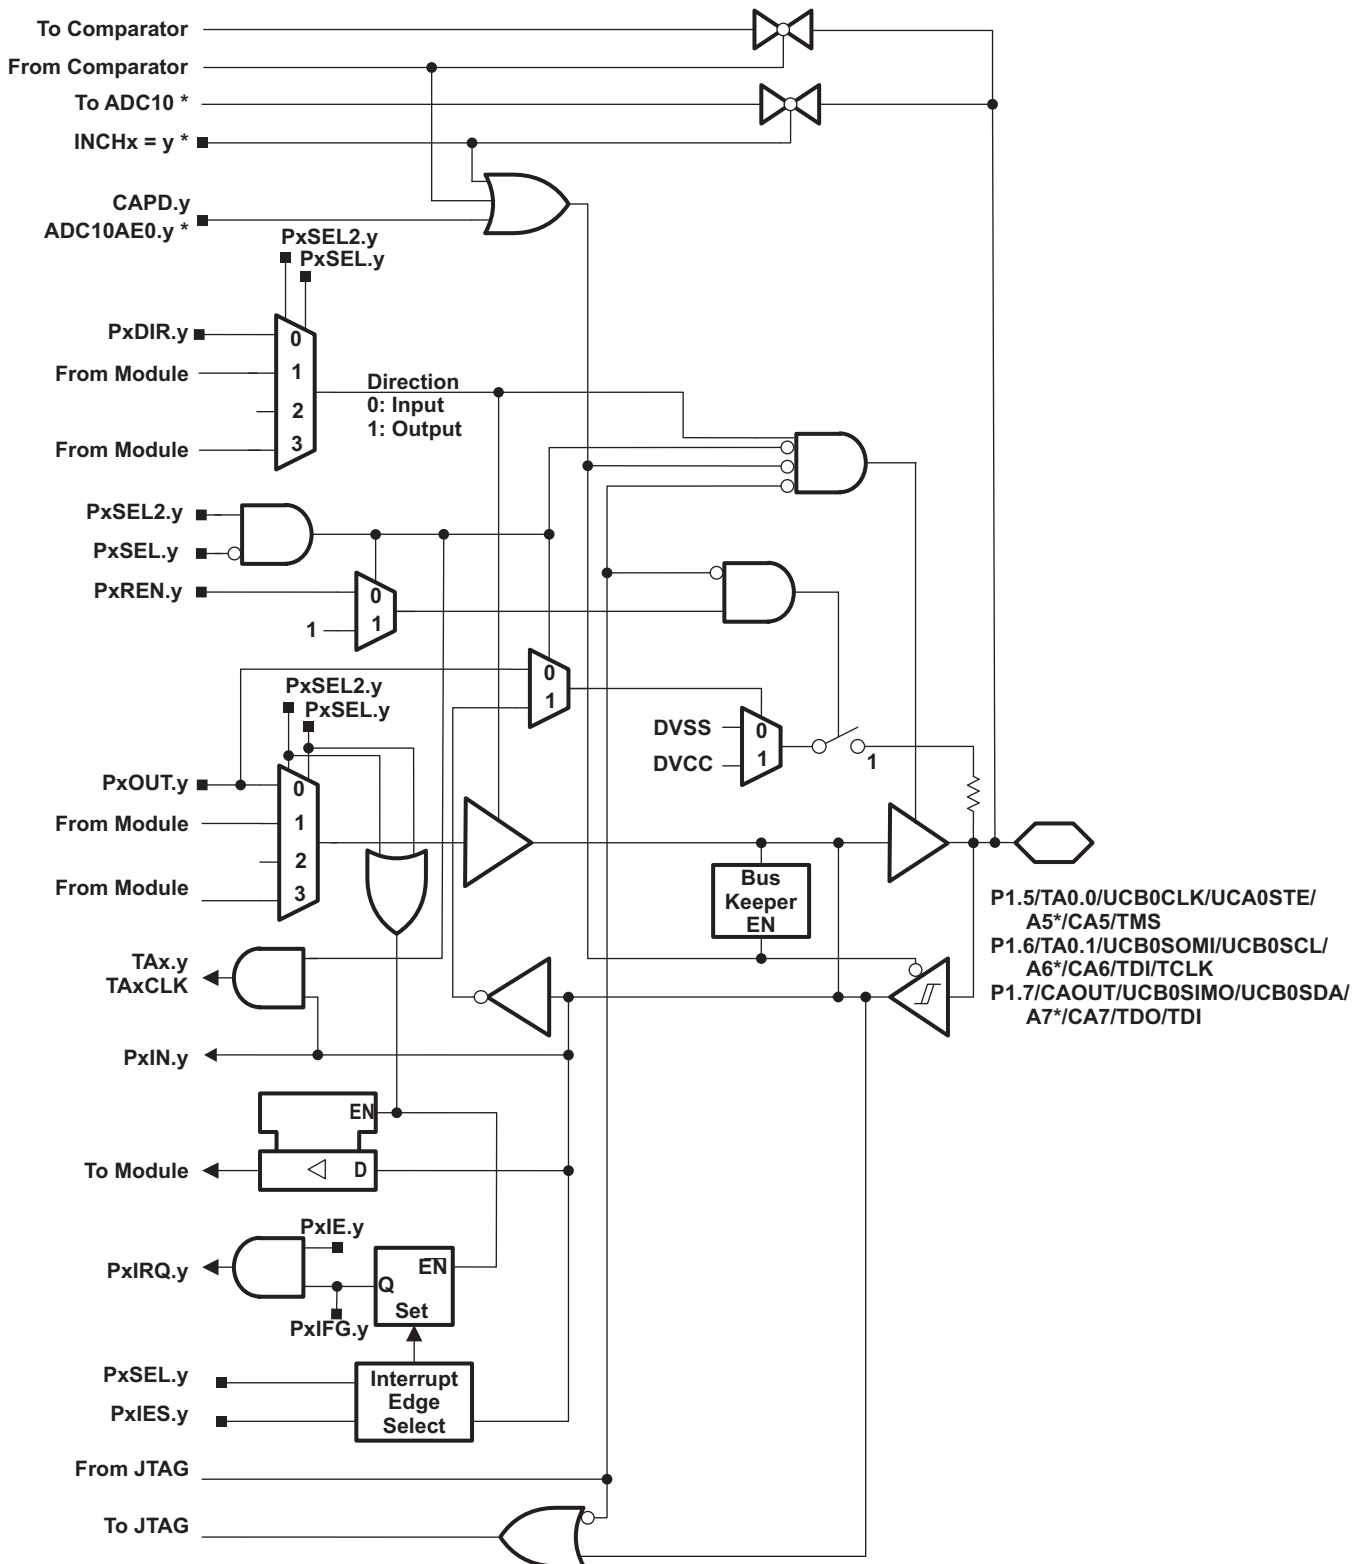 To Comparator
From Comparator
To ADC10 *
INCHx = y *
CAPD.y
ADC10AE0.y *
PxSEL2.y
PxSEL.y
PxDIR.y
0
From Module
1
2
From Module
3
Direction
0: Input
1: Output
PxSEL2.y
PxSEL.y
PxREN.y
0
1
1
0
1
PxSEL2.y
PxSEL.y
DVSS
0
DVCC
1
1
PxOUT.y
0
From Module
1
2
From Module
3
Bus
Keeper
EN
P1.5/TA0.0/UCB0CLK/UCA0STE/
A5*/CA5/TMS
P1.6/TA0.1/UCB0SOMI/UCB0SCL/
A6*/CA6/TDI/TCLK
P1.7/CAOUT/UCB0SIMO/UCB0SDA/
A7*/CA7/TDO/TDI
TAx.y
TAxCLK
PxIN.y
EN
To Module
D
PxIE.y
PxIRQ.y
EN
Q
Set
PxIFG.y
PxSEL.y
PxIES.y
Interrupt
Edge
Select
From JTAG
To JTAG